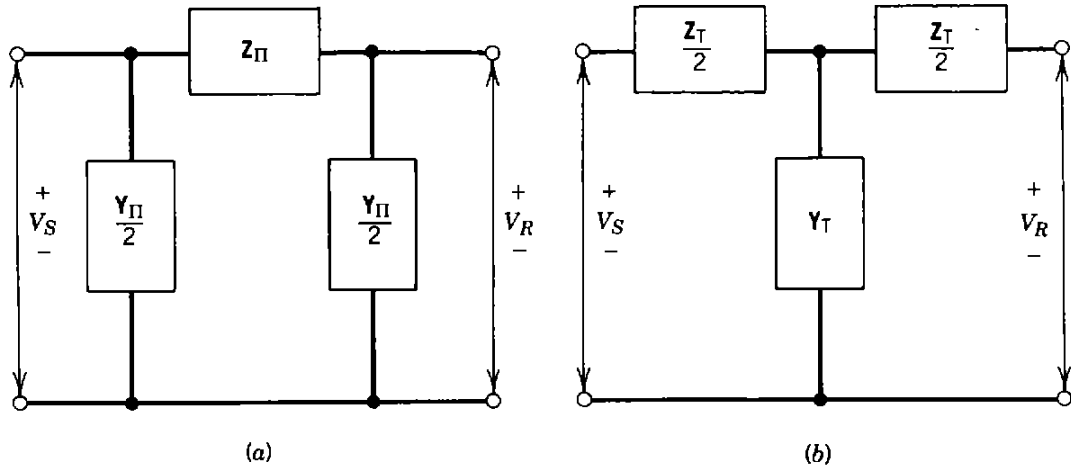 Z_Π
Z_T/2
Z_T/2
+
V_S
−
Y_Π/2
Y_Π/2
+
V_R
−
+
V_S
−
Y_T
+
V_R
−
(a)
(b)